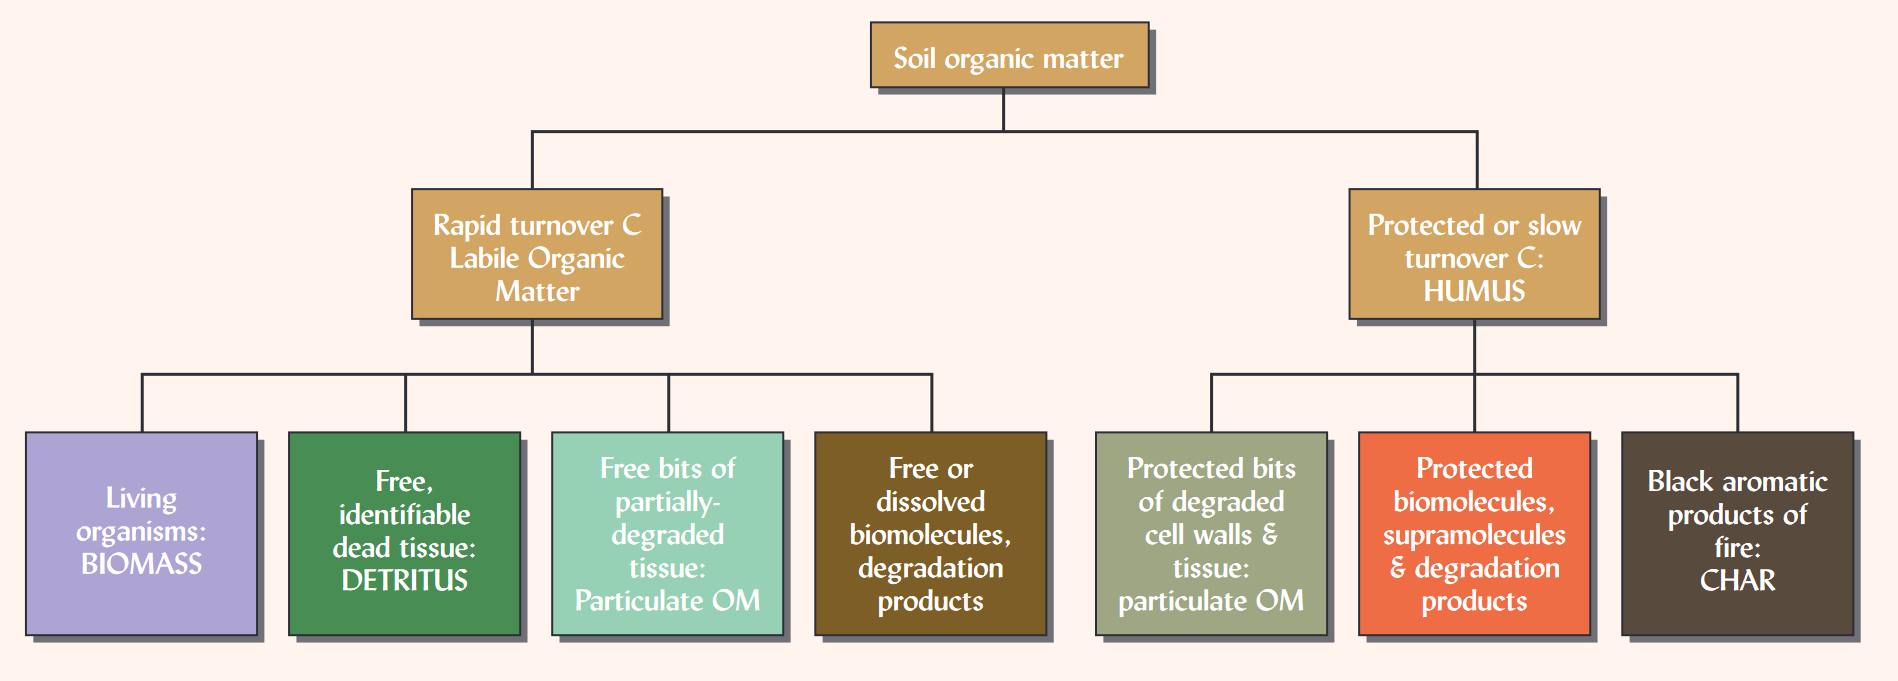 Soil organic matter
Rapid turnover C
Labile Organic
Matter
Protected or slow
turnover C:
HUMUS
Living
organisms:
BIOMASS
Free,
identifiable
dead tissue:
DETRITUS
Free bits of
partially-
degraded
tissue:
Particulate OM
Free or
dissolved
biomolecules,
degradation
products
Protected bits
of degraded
cell walls &
tissue:
particulate OM
Protected
biomolecules,
supramolecules
& degradation
products
Black aromatic
products of
fire:
CHAR